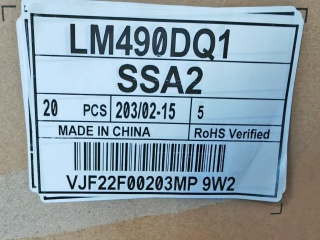 LM490DQ1
SSA2
20 PCS 203/02-15 5
MADE IN CHINA RoHS Verified
VJF22F00203MP 9W2